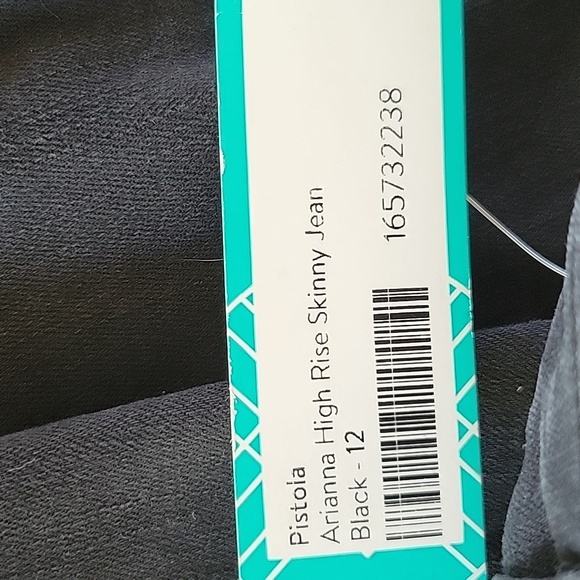 Pistola
Arianna High Rise Skinny Jean
Black - 12
165732238